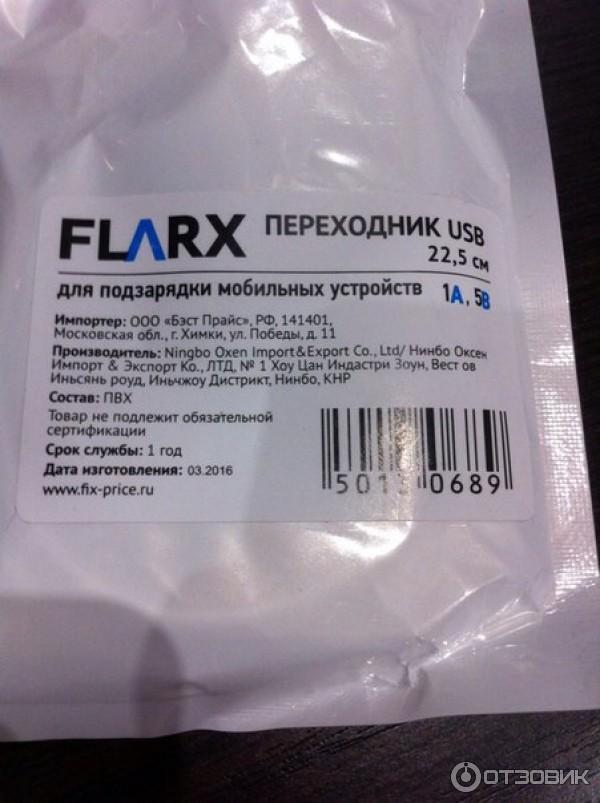 FLARX ПЕРЕХОДНИК USB
22,5 см
для подзарядки мобильных устройств 1А, 5В
Импортер: ООО «Бэст Прайс», РФ, 141401,
Московская обл., г. Химки, ул. Победы, д. 11
Производитель: Ningbo Oxen Import&Export Co., Ltd/ Нинбо Оксен
Импорт & Экспорт Ко., ЛТД, № 1 Хоу Цан Индастри Зоун, Вест ов
Иньсянь роуд, Иньчжоу Дистрикт, Нинбо, КНР
Состав: ПВХ
Товар не подлежит обязательной
сертификации
Срок службы: 1 год
Дата изготовления: 03.2016
www.fix-price.ru
0689
ОТЗОВИК